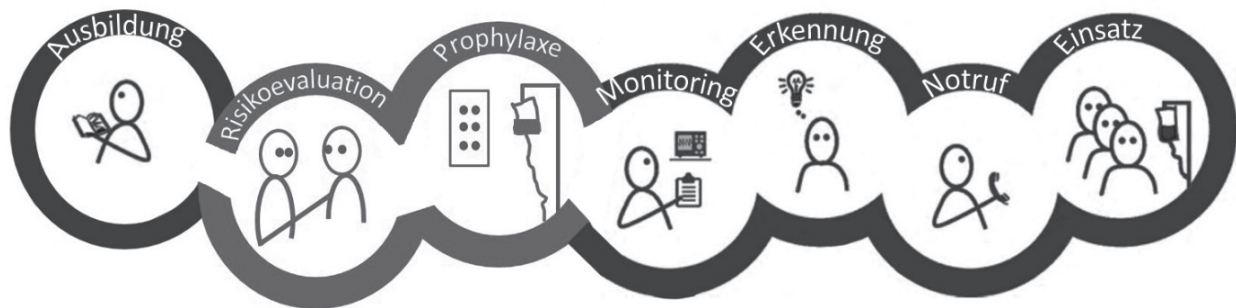 Ausbildung
Risikoevaluation
Prophylaxe
Monitoring
Erkennung
Notruf
Einsatz